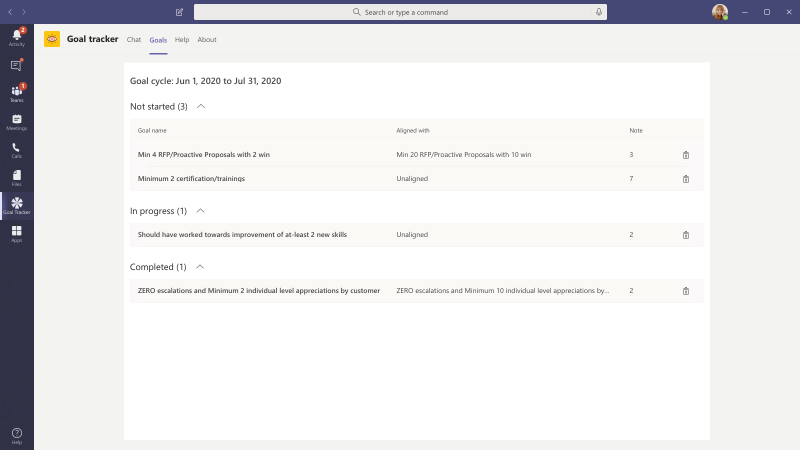 Search or type a command
2
Activity
Goal tracker Chat Goals Help About
1
Teams
Meetings
Calls
Files
Goal Tracker
Apps
Help
Goal cycle: Jun 1, 2020 to Jul 31, 2020
Not started (3)
Goal name Aligned with Note
Min 4 RFP/Proactive Proposals with 2 win Min 20 RFP/Proactive Proposals with 10 win 3
Minimum 2 certification/trainings Unaligned 7
In progress (1)
Should have worked towards improvement of at-least 2 new skills Unaligned 2
Completed (1)
ZERO escalations and Minimum 2 individual level appreciations by customer ZERO escalations and Minimum 10 individual level appreciations by... 2